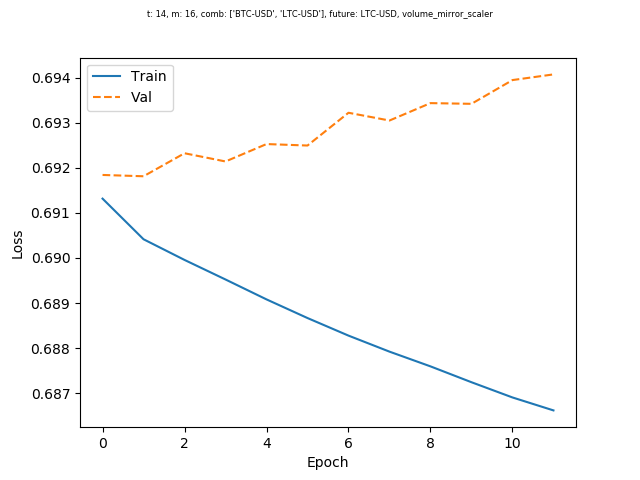 t: 14, m: 16, comb: ['BTC-USD', 'LTC-USD'], future: LTC-USD, volume_mirror_scaler
Train
Val
0.694
0.693
0.692
0.691
0.690
0.689
0.688
0.687
Loss
0 2 4 6 8 10
Epoch